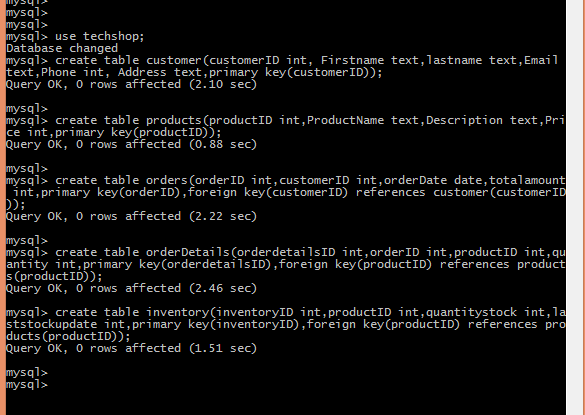 mysql>
mysql>
mysql>
mysql> use techshop;
Database changed
mysql> create table customer(customerID int, Firstname text,lastname text,Email
text,Phone int, Address text,primary key(customerID));
Query OK, 0 rows affected (2.10 sec)
mysql>
mysql> create table products(productID int,ProductName text,Description text,Pri
ce int,primary key(productID));
Query OK, 0 rows affected (0.88 sec)
mysql>
mysql> create table orders(orderID int,customerID int,orderDate date,totalamount
int,primary key(orderID),foreign key(customerID) references customer(customerID
));
Query OK, 0 rows affected (2.22 sec)
mysql>
mysql> create table orderDetails(orderdetailsID int,orderID int,productID int,qu
antity int,primary key(orderdetailsID),foreign key(productID) references product
s(productID));
Query OK, 0 rows affected (2.46 sec)
mysql> create table inventory(inventoryID int,productID int,quantitystock int,la
ststockupdate int,primary key(inventoryID),foreign key(productID) references pro
ducts(productID));
Query OK, 0 rows affected (1.51 sec)
mysql>
mysql>